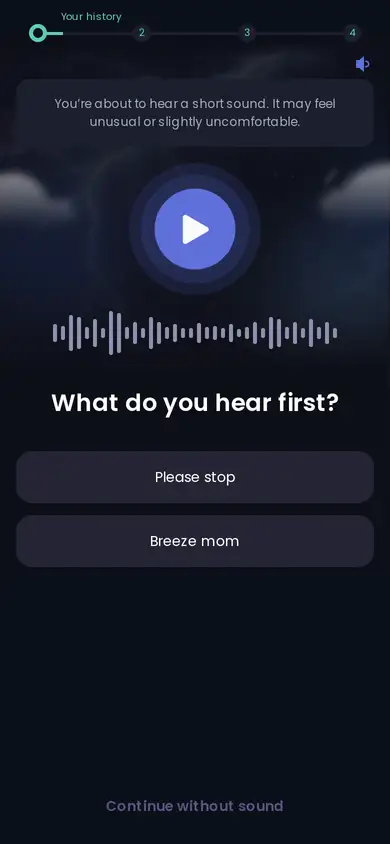 Your history
2
3
4
You're about to hear a short sound. It may feel
unusual or slightly uncomfortable.
What do you hear first?
Please stop
Breeze mom
Continue without sound